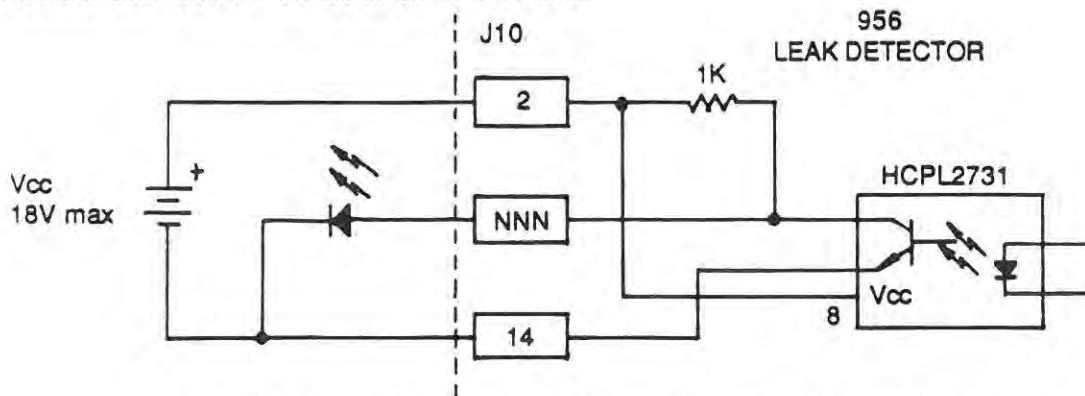 J10
956
LEAK DETECTOR
1K
2
+
Vcc
18V max
HCPL2731
NNN
Vcc
8
14